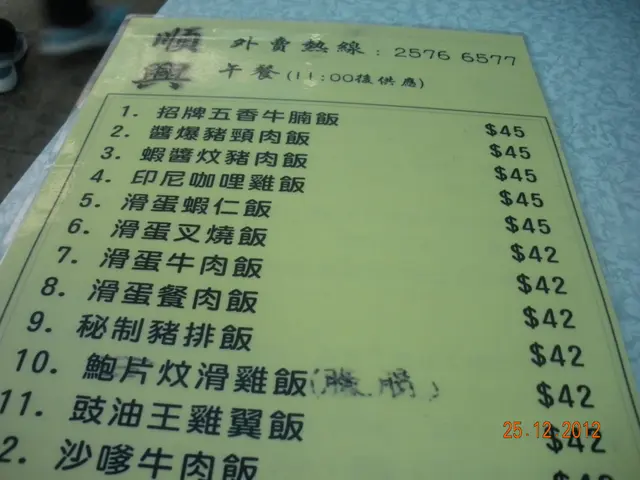 順興
外賣熱線：2576 6577
午餐(11:00後供應)
1. 招牌五香牛腩飯 $45
2. 醬爆豬頸肉飯 $45
3. 蝦醬炆豬肉飯 $45
4. 印尼咖哩雞飯 $45
5. 滑蛋蝦仁飯 $45
6. 滑蛋叉燒飯 $42
7. 滑蛋牛肉飯 $42
8. 滑蛋餐肉飯 $42
9. 秘制豬排飯 $42
10. 鮑片炆滑雞飯 $42
11. 豉油王雞翼飯 $42
2. 沙嗲牛肉飯
25.12.2012